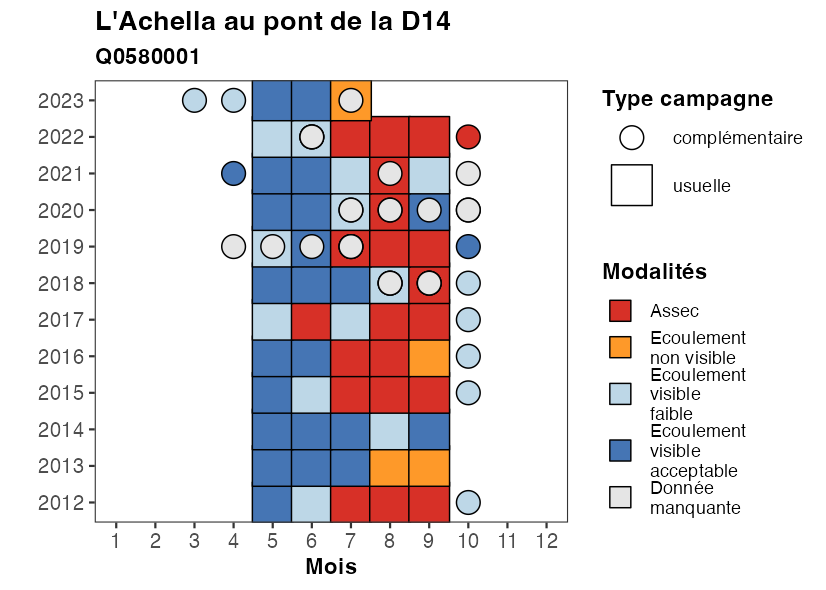 L'Achella au pont de la D14
Q0580001
2023
2022
2021
2020
2019
2018
2017
2016
2015
2014
2013
2012
1 2 3 4 5 6 7 8 9 10 11 12
Mois
Type campagne
complémentaire
usuelle
Modalités
Assec
Ecoulement
non visible
Ecoulement
visible
faible
Ecoulement
visible
acceptable
Donnée
manquante